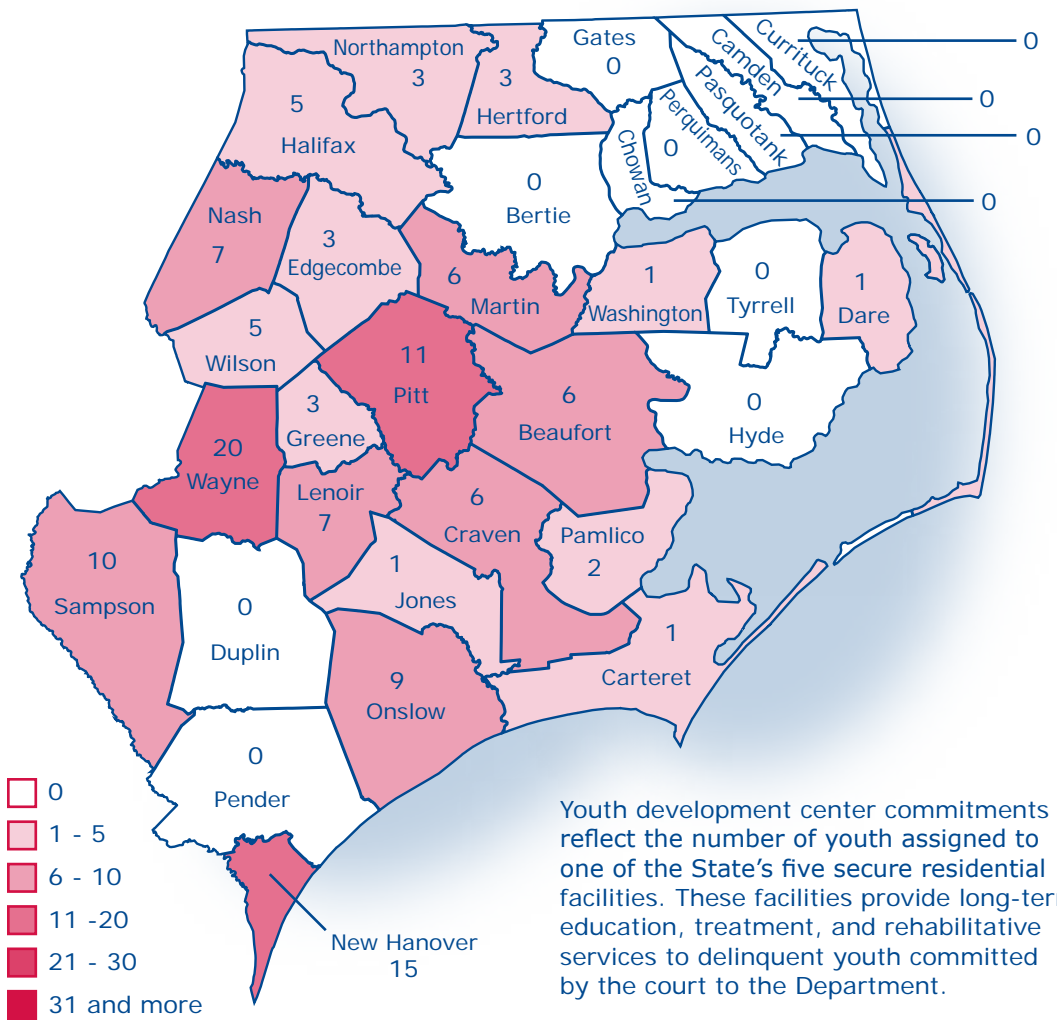 Northampton
3
3
Hertford
Gates
0
Camden
Currituck
0
0
0
0
Pasquotank
Perquimans
0
Chowan
5
Halifax
0
Bertie
Nash
7
3
Edgecombe
6
Martin
1
Washington
0
Tyrrell
1
Dare
5
Wilson
11
Pitt
6
Beaufort
0
Hyde
3
Greene
20
Wayne
Lenoir
7
6
Craven
Pamlico
2
10
Sampson
1
Jones
0
Duplin
1
Carteret
9
Onslow
0
Pender
New Hanover
15
0
1 - 5
6 - 10
11 -20
21 - 30
31 and more
Youth development center commitments
reflect the number of youth assigned to
one of the State's five secure residential
facilities. These facilities provide long-ter
education, treatment, and rehabilitative
services to delinquent youth committed
by the court to the Department.